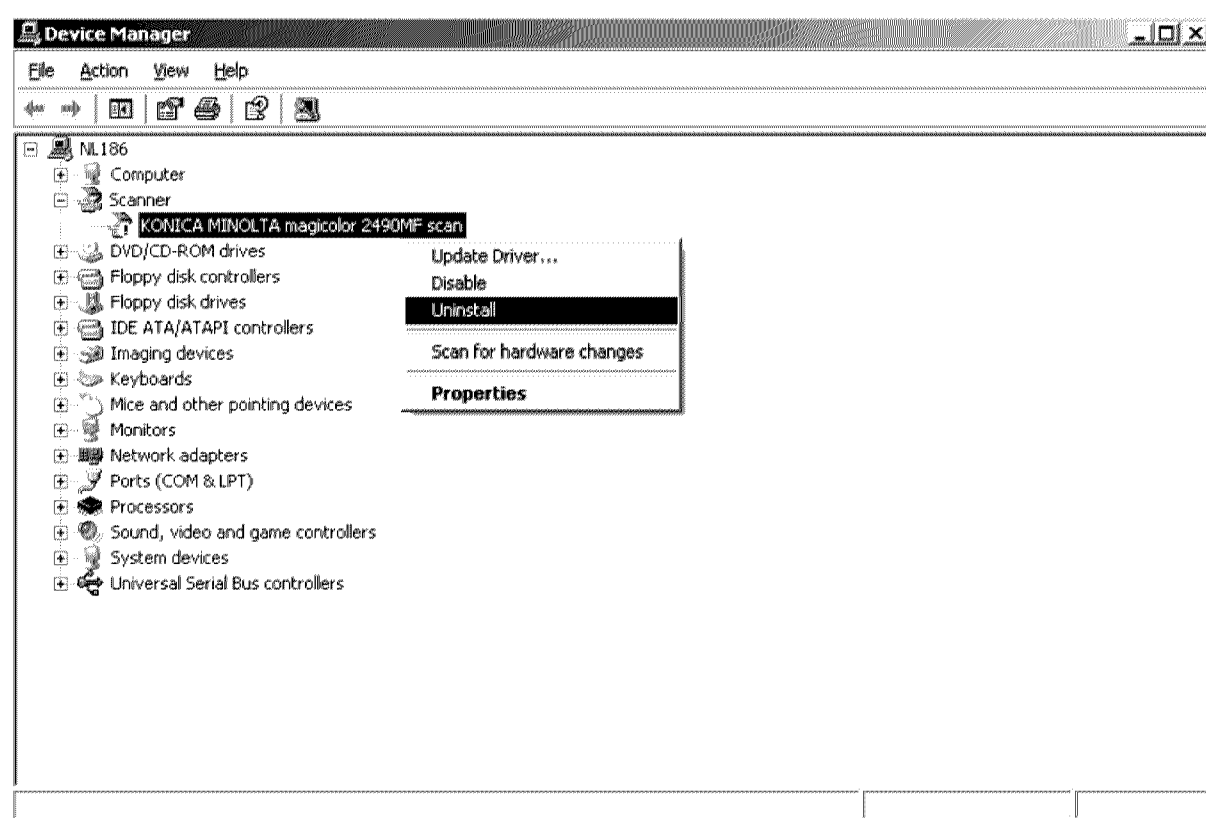 Device Manager
File Action View Help
NL186
Computer
Scanner
KONICA MINOLTA magicolor 2490MF scan
DVD/CD-ROM drives
Update Driver...
Floppy disk controllers
Disable
Floppy disk drives
Uninstall
IDE ATA/ATAPI controllers
Imaging devices
Scan for hardware changes
Keyboards
Properties
Mice and other pointing devices
Monitors
Network adapters
Ports (COM & LPT)
Processors
Sound, video and game controllers
System devices
Universal Serial Bus controllers